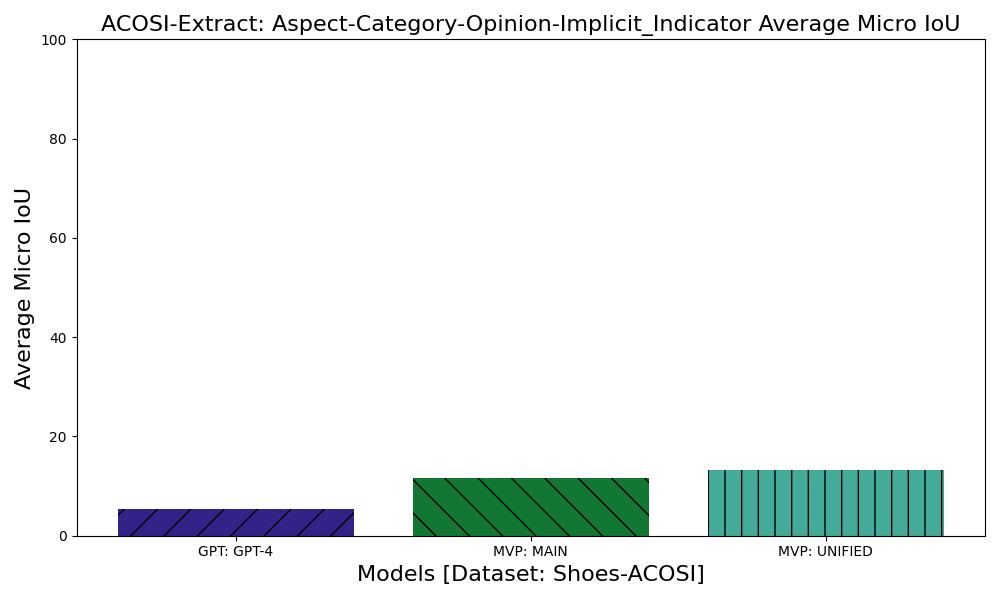 ACOSI-Extract: Aspect-Category-Opinion-Implicit_Indicator Average Micro IoU
Average Micro IoU
100
80
60
40
20
0
GPT: GPT-4
MVP: MAIN
MVP: UNIFIED
Models [Dataset: Shoes-ACOSI]